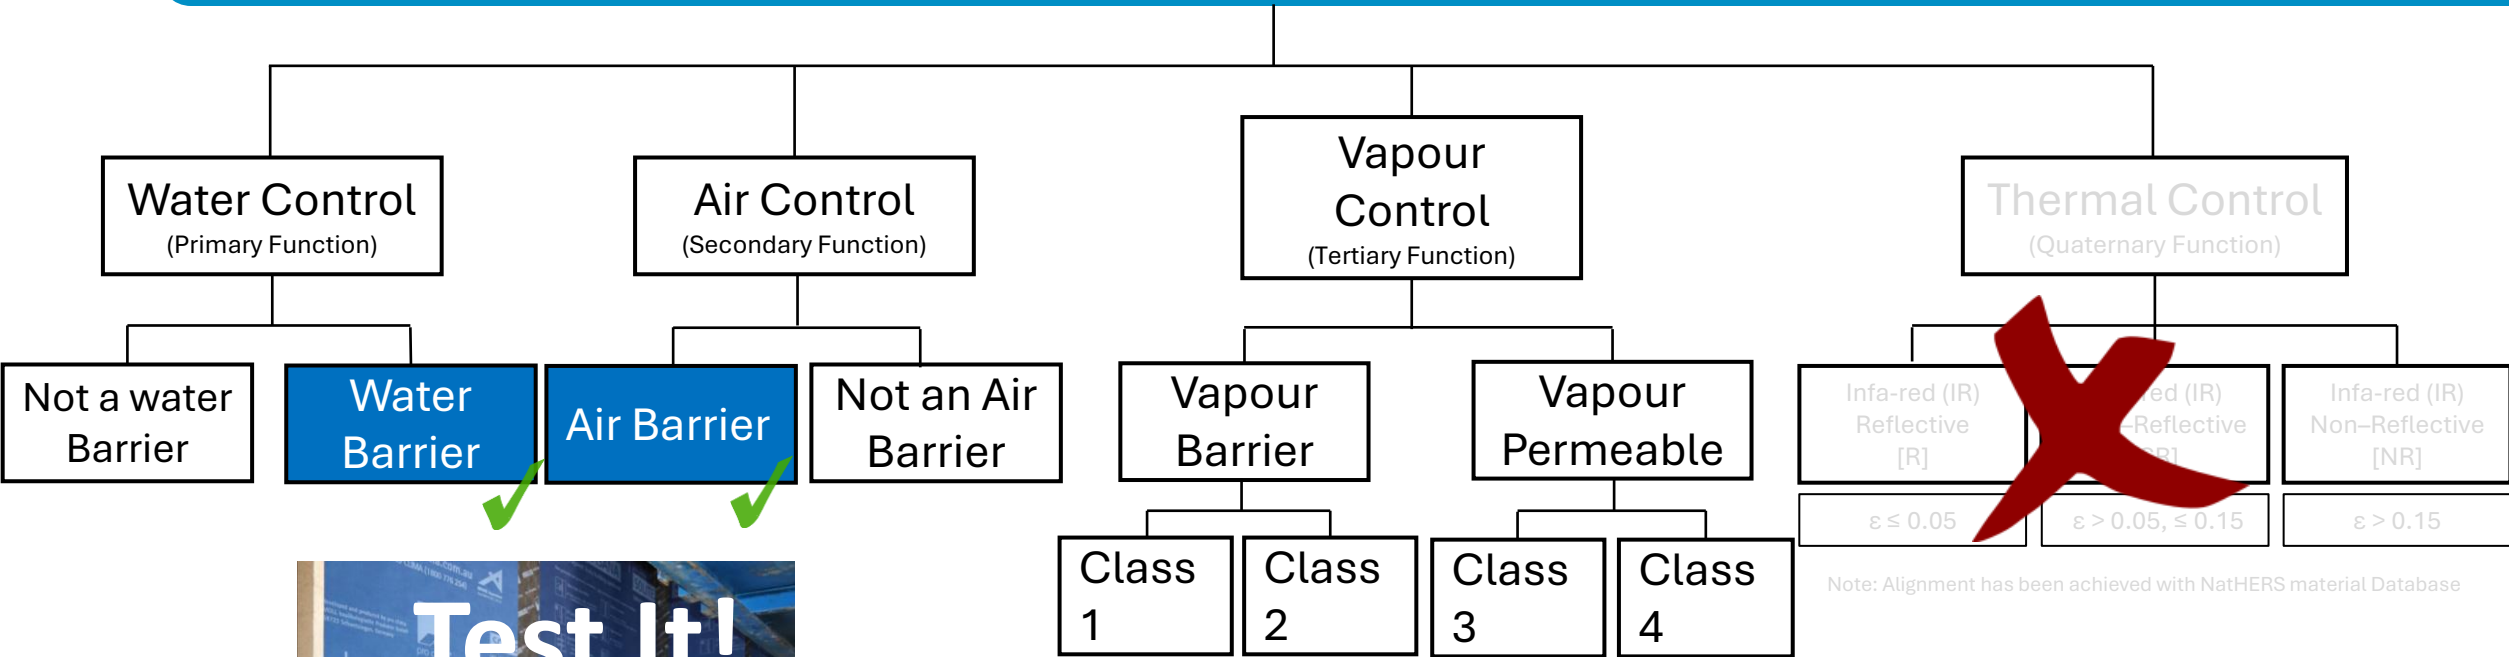 Water Control
(Primary Function)
Air Control
(Secondary Function)
Vapour
Control
(Tertiary Function)
Thermal Control
(Quaternary Function)
Not a water
Barrier
Water
Barrier
Air Barrier
Not an Air
Barrier
Vapour
Barrier
Vapour
Permeable
Infa-red (IR)
Reflective
[R]
red (IR)
–Reflective
Infa-red (IR)
Non–Reflective
[NR]
Class
1
Class
2
Class
3
Class
4
ε ≤ 0.05
ε > 0.05, ≤ 0.15
ε > 0.15
Note: Alignment has been achieved with NatHERS material Database
Test It!